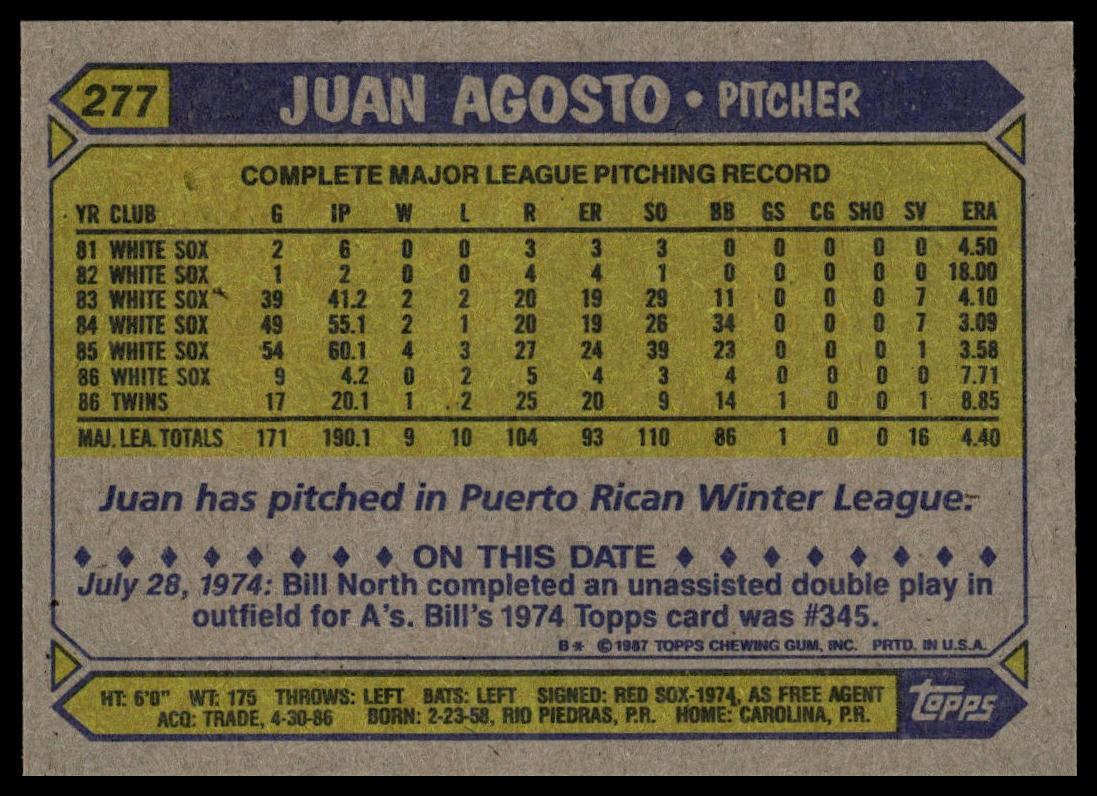 277 JUAN AGOSTO • PITCHER
COMPLETE MAJOR LEAGUE PITCHING RECORD
YR CLUB G IP W L R ER SO BB GS CG SHO SV ERA
81 WHITE SOX 2 6 0 0 3 3 3 0 0 0 0 0 4.50
82 WHITE SOX 1 2 0 0 4 4 1 0 0 0 0 0 18.00
83 WHITE SOX 39 41.2 2 2 20 19 29 11 0 0 0 7 4.10
84 WHITE SOX 49 55.1 2 1 20 19 26 34 0 0 0 7 3.09
85 WHITE SOX 54 60.1 4 3 27 24 39 23 0 0 0 1 3.58
86 WHITE SOX 9 4.2 0 2 5 4 3 4 0 0 0 0 7.71
86 TWINS 17 20.1 1 2 25 20 9 14 1 0 0 1 8.85
MAJ. LEA. TOTALS 171 190.1 9 10 104 93 110 86 1 0 0 16 4.40
Juan has pitched in Puerto Rican Winter League.
♦ ♦ ♦ ♦ ♦ ♦ ♦ ♦ ON THIS DATE ♦ ♦ ♦ ♦ ♦ ♦ ♦ ♦
July 28, 1974: Bill North completed an unassisted double play in
outfield for A's. Bill's 1974 Topps card was #345.
B* © 1987 TOPPS CHEWING GUM, INC. PRTD. IN U.S.A.
HT: 6'0" WT: 175 THROWS: LEFT BATS: LEFT SIGNED: RED SOX-1974, AS FREE AGENT
ACQ: TRADE, 4-30-86 BORN: 2-23-58, RIO PIEDRAS, P.R. HOME: CAROLINA, P.R.
topps